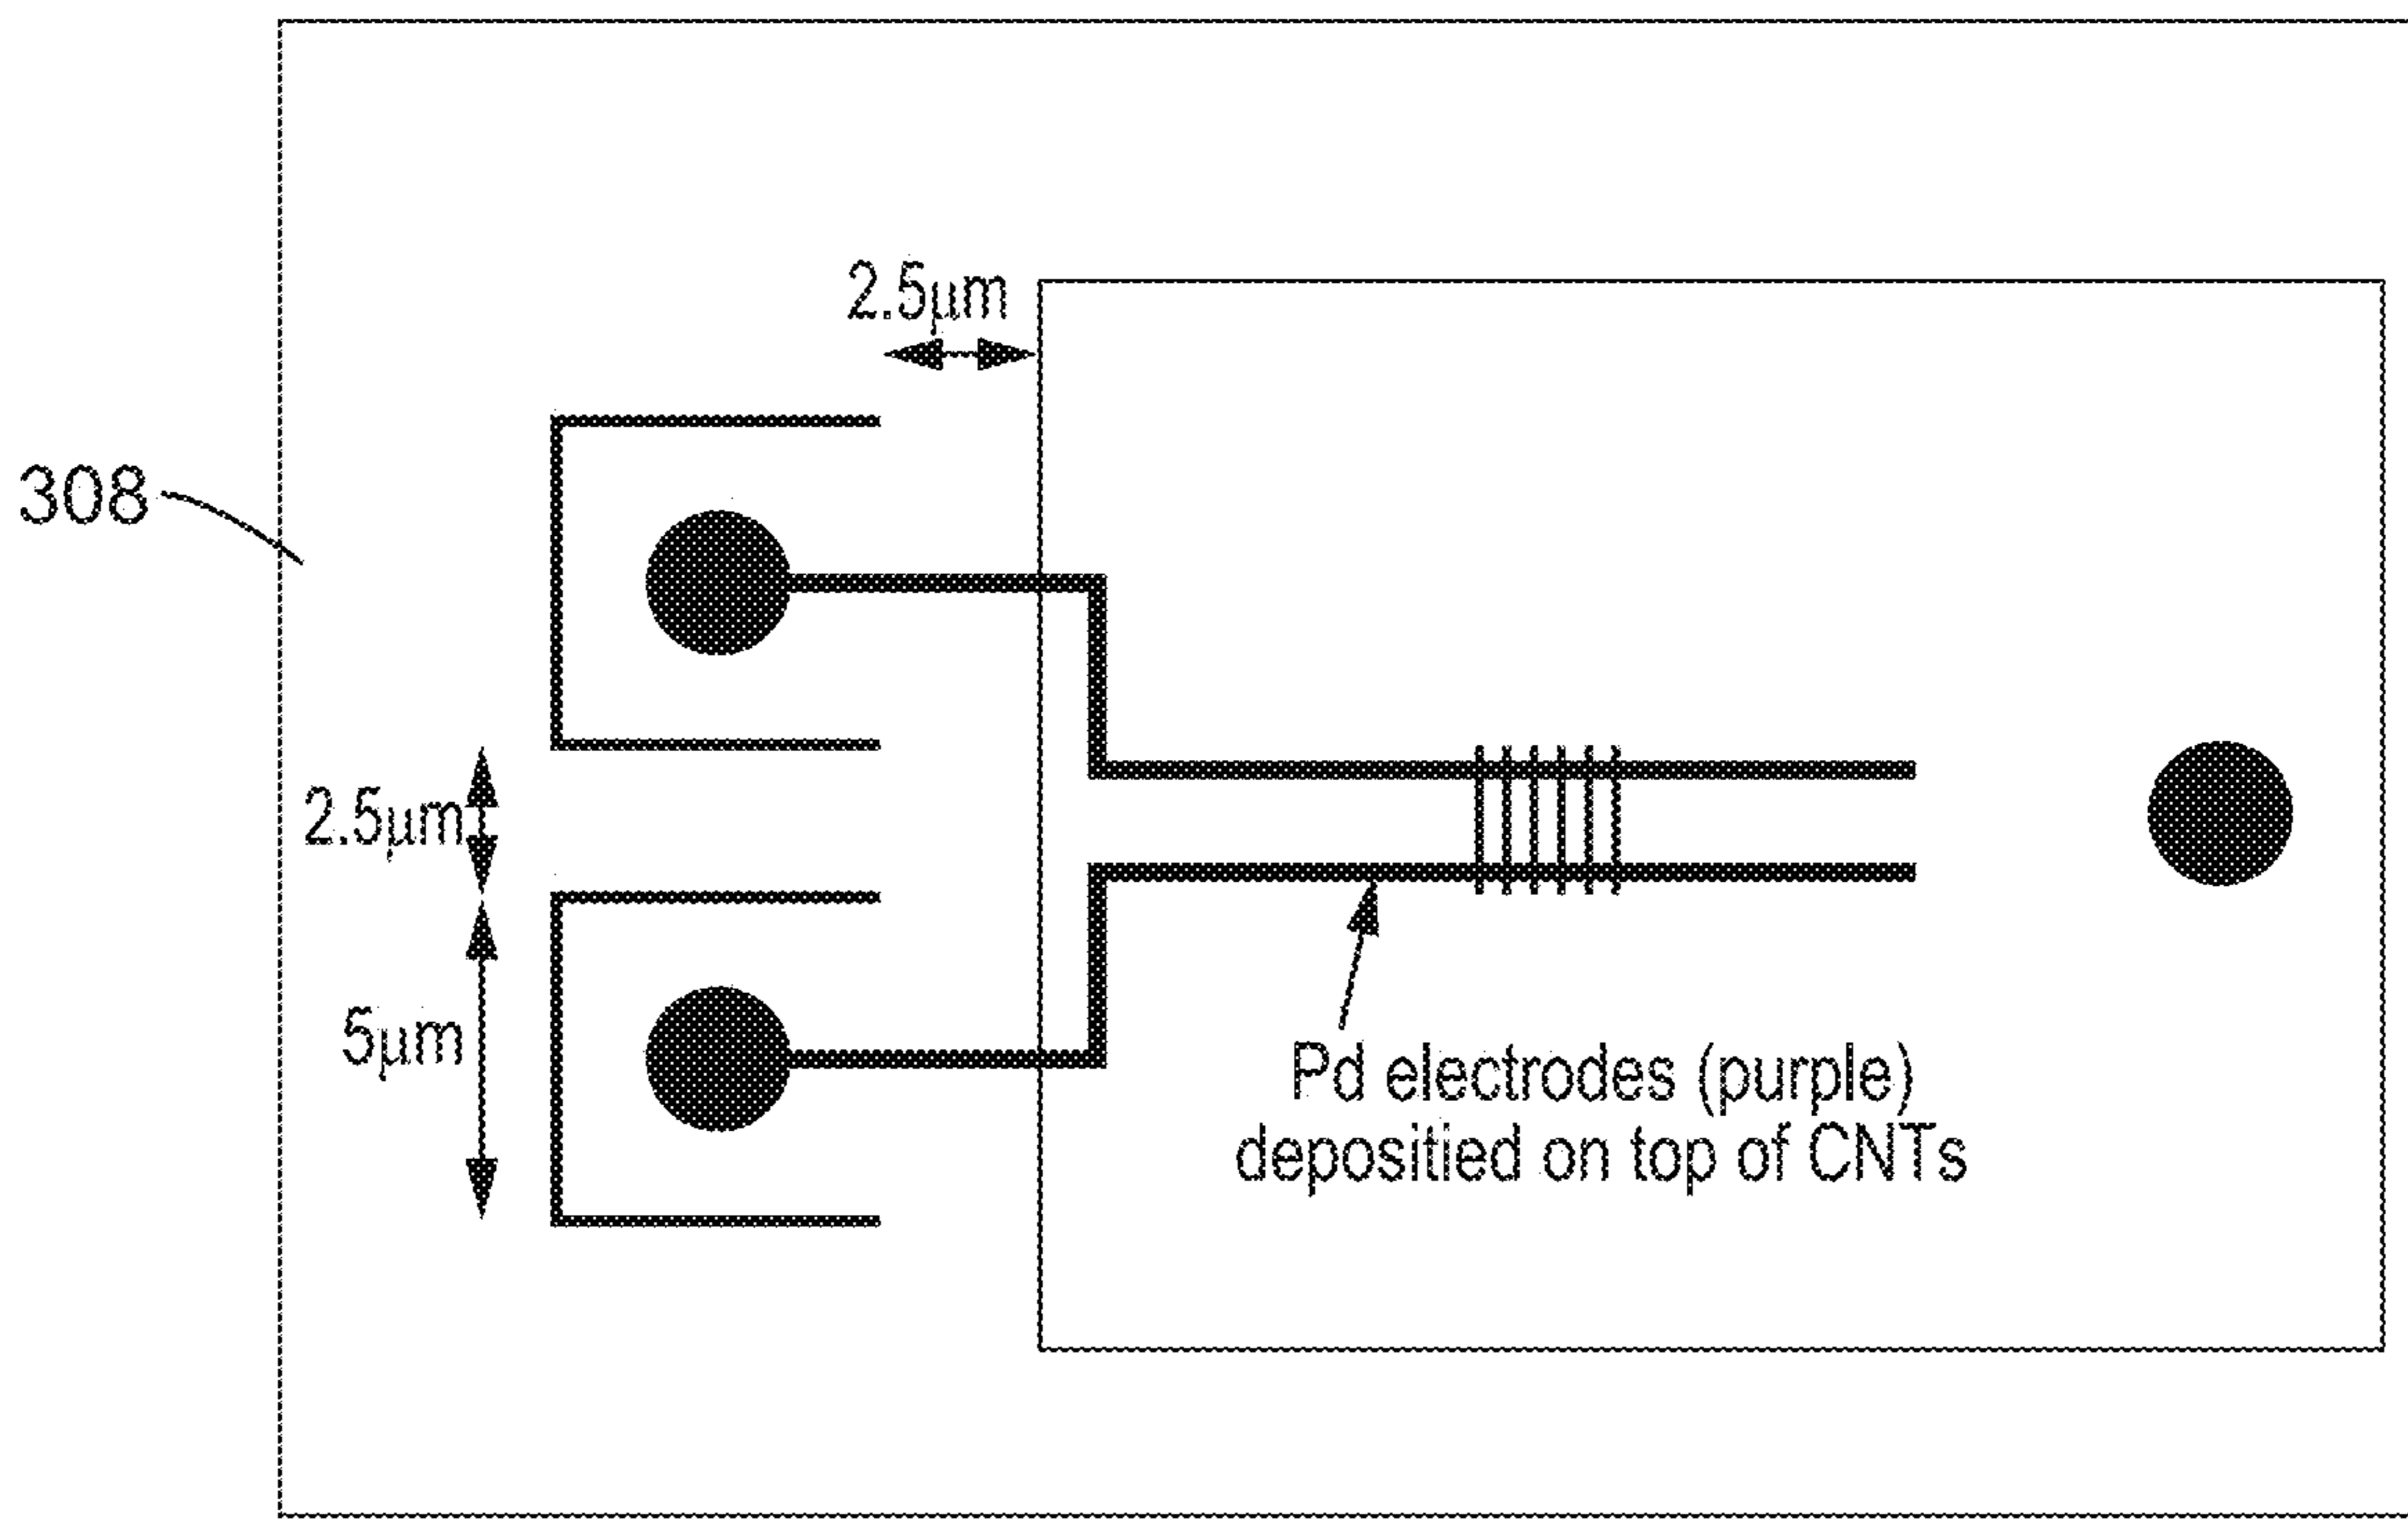 2.5µm
308
2.5µm
5µm
Pd electrodes (purple)
depositied on top of CNTs